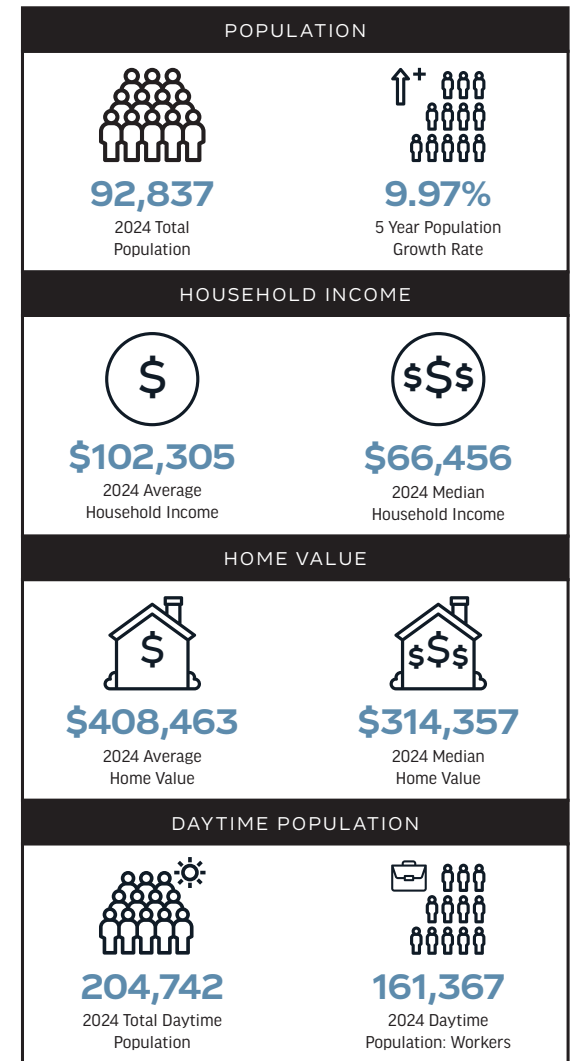 POPULATION
92,837
2024 Total
Population
9.97%
5 Year Population
Growth Rate
HOUSEHOLD INCOME
$
$102,305
2024 Average
Household Income
$$$
$66,456
2024 Median
Household Income
HOME VALUE
$
$408,463
2024 Average
Home Value
$$$
$314,357
2024 Median
Home Value
DAYTIME POPULATION
204,742
2024 Total Daytime
Population
161,367
2024 Daytime
Population: Workers